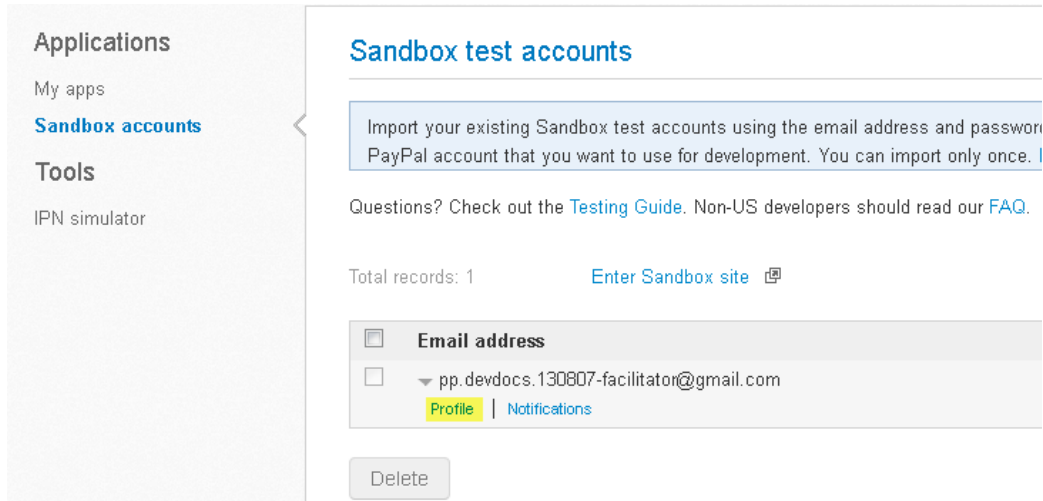 Applications
My apps
Sandbox accounts
Tools
IPN simulator
Sandbox test accounts
Import your existing Sandbox test accounts using the email address and password
PayPal account that you want to use for development. You can import only once.
Questions? Check out the Testing Guide. Non-US developers should read our FAQ.
Total records: 1 Enter Sandbox site
Email address
pp.devdocs.130807-facilitator@gmail.com
Profile | Notifications
Delete